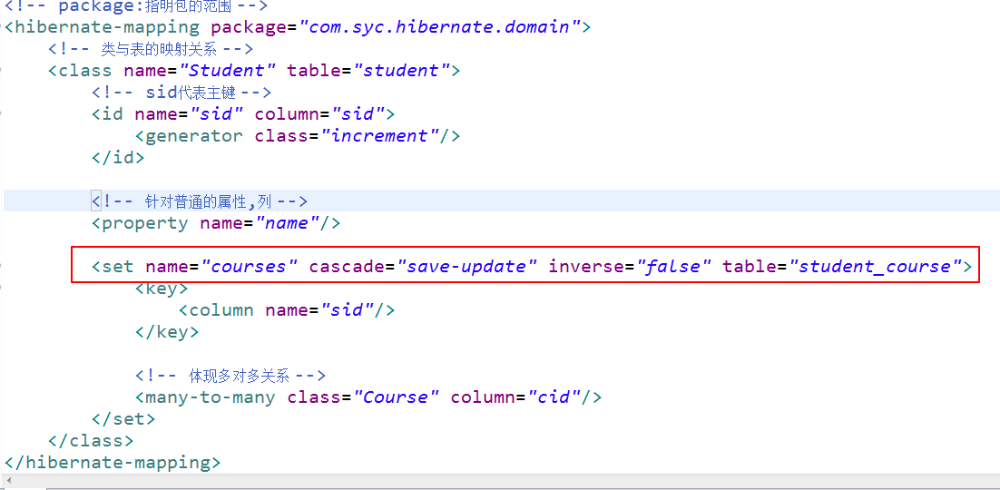 <!-- package:指明包的范围 -->
<hibernate-mapping package="com.syc.hibernate.domain">
<!-- 类与表的映射关系 -->
<class name="Student" table="student">
<!-- sid代表主键 -->
<id name="sid" column="sid">
<generator class="increment"/>
</id>
<!-- 针对普通的属性,列 -->
<property name="name"/>
<set name="courses" cascade="save-update" inverse="false" table="student_course">
<key>
<column name="sid"/>
</key>
<!-- 体现多对多关系 -->
<many-to-many class="Course" column="cid"/>
</set>
</class>
</hibernate-mapping>